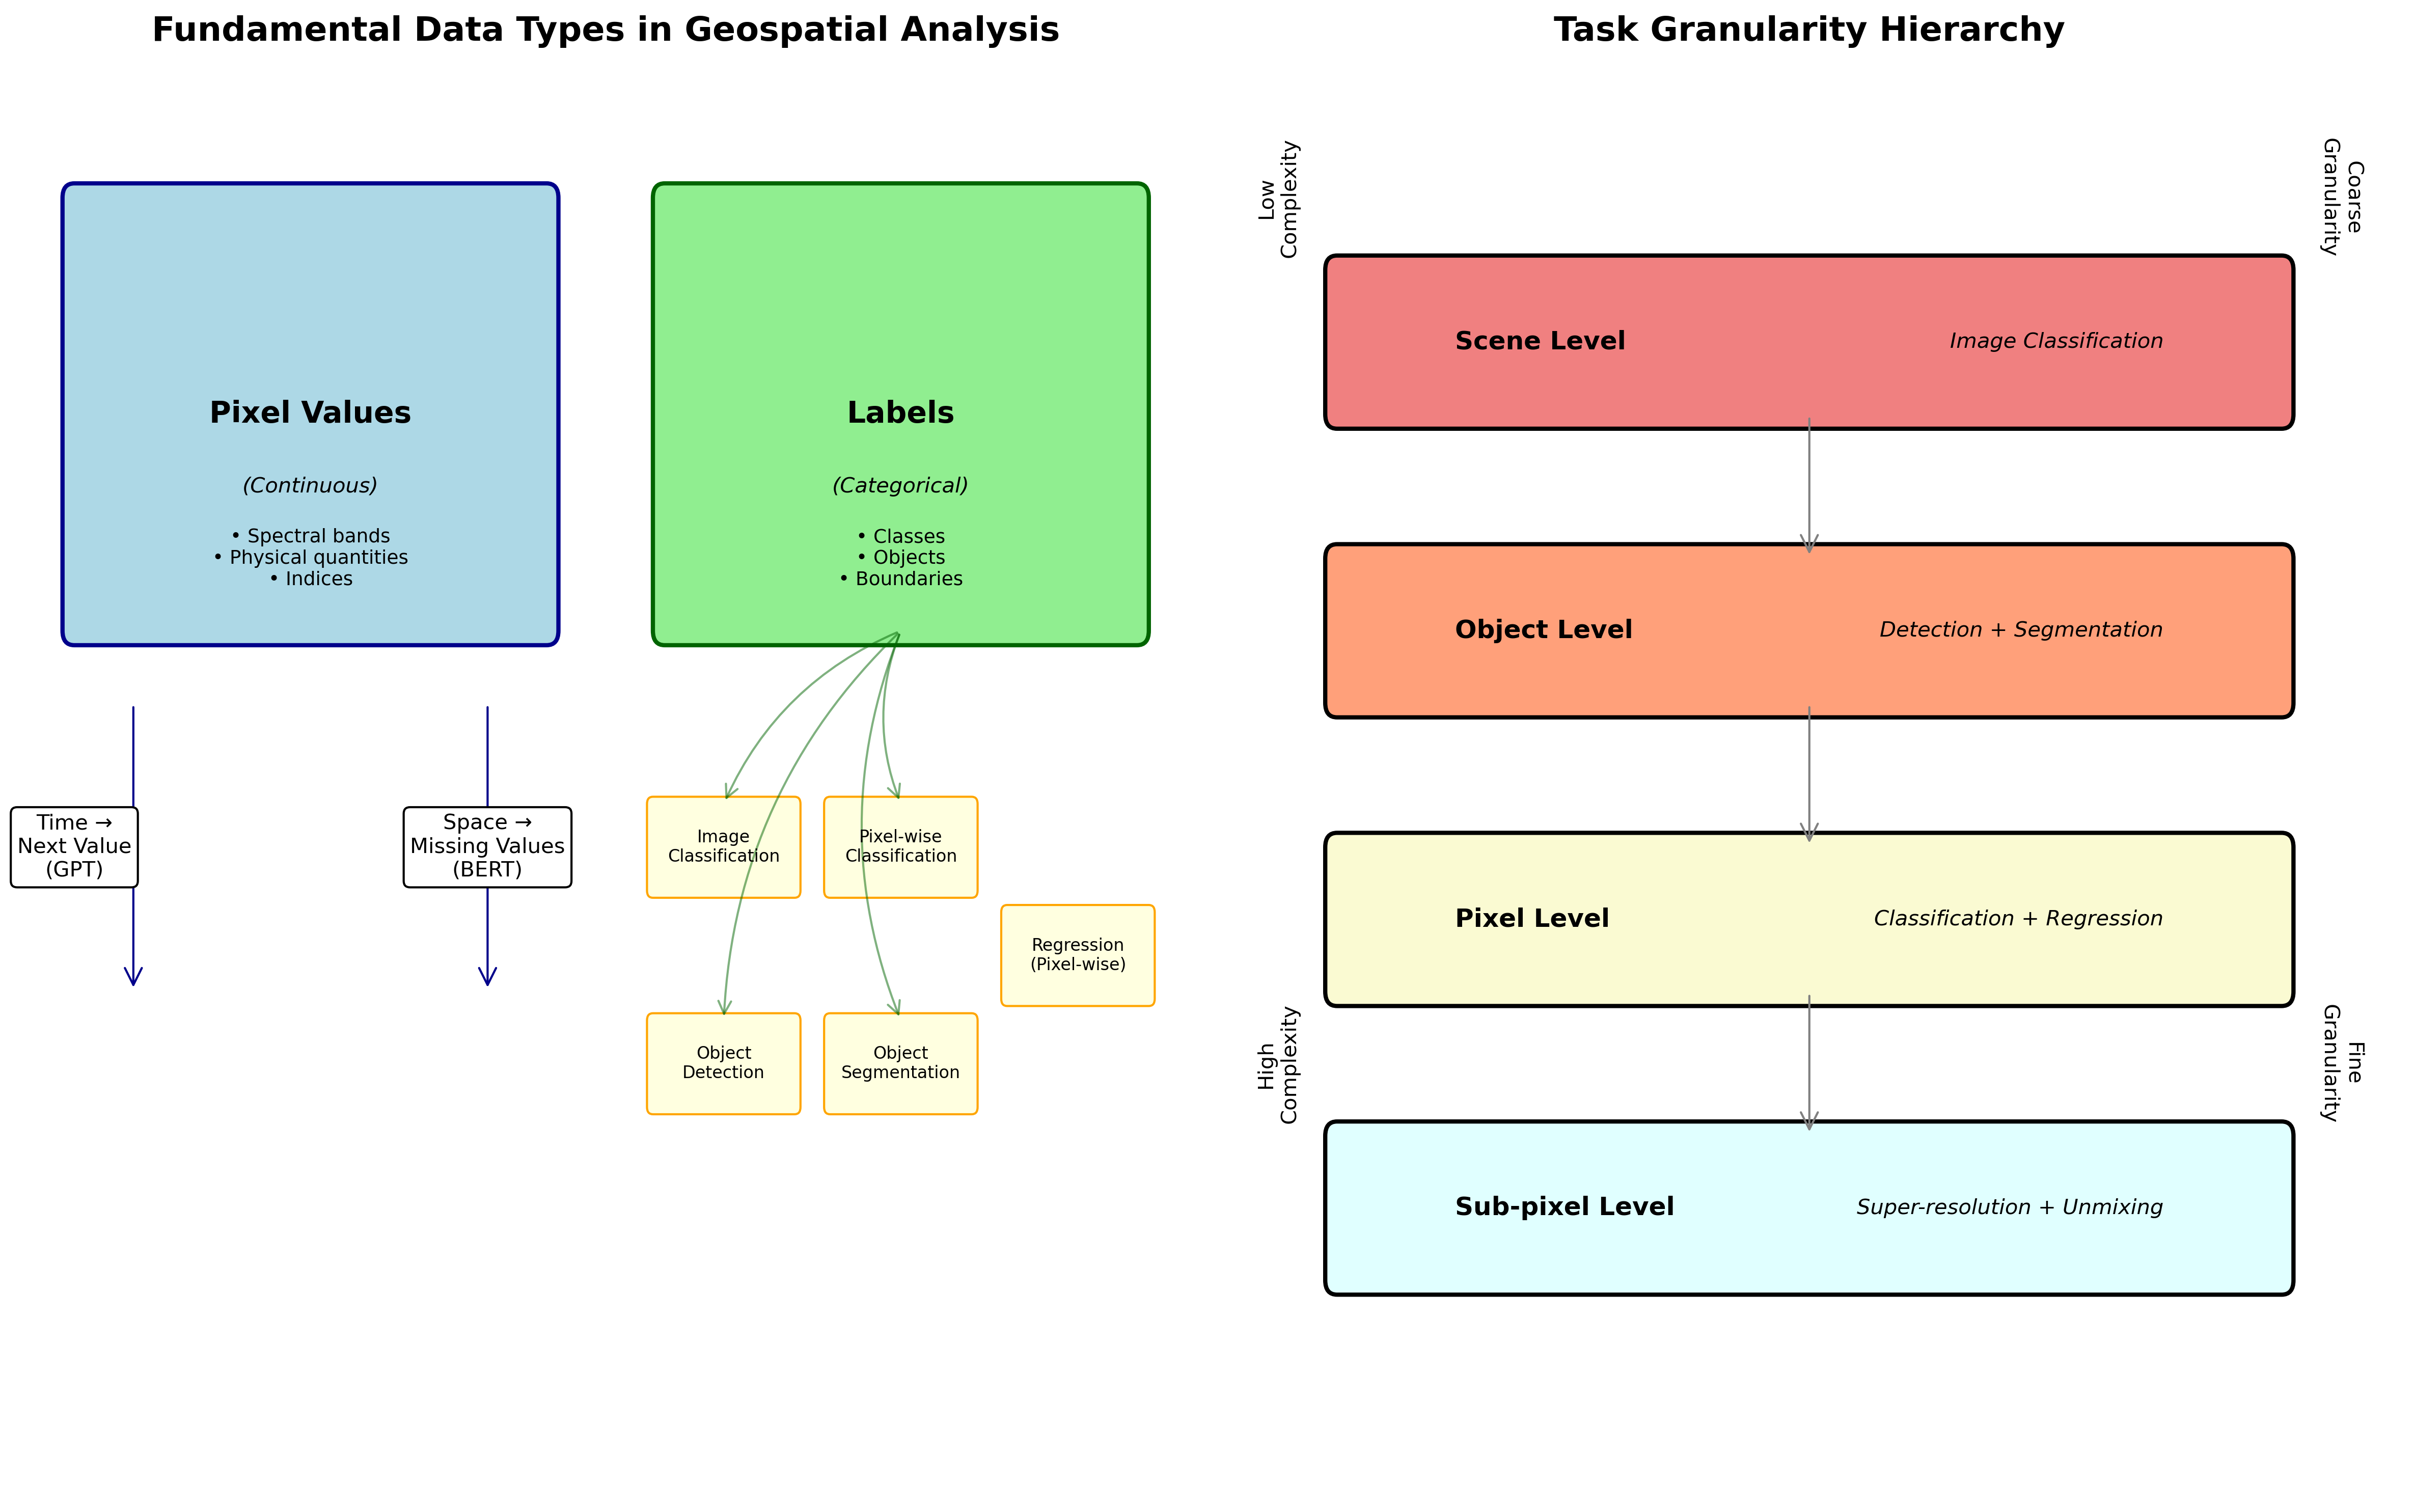 Fundamental Data Types in Geospatial Analysis
Pixel Values
(Continuous)
• Spectral bands
• Physical quantities
• Indices
Labels
(Categorical)
• Classes
• Objects
• Boundaries
Time →
Next Value
(GPT)
Space →
Missing Values
(BERT)
Image
Classification
Pixel-wise
Classification
Regression
(Pixel-wise)
Object
Detection
Object
Segmentation
Task Granularity Hierarchy
Low
Complexity
Coarse
Granularity
Scene Level
Image Classification
Object Level
Detection + Segmentation
Pixel Level
Classification + Regression
High
Complexity
Fine
Granularity
Sub-pixel Level
Super-resolution + Unmixing